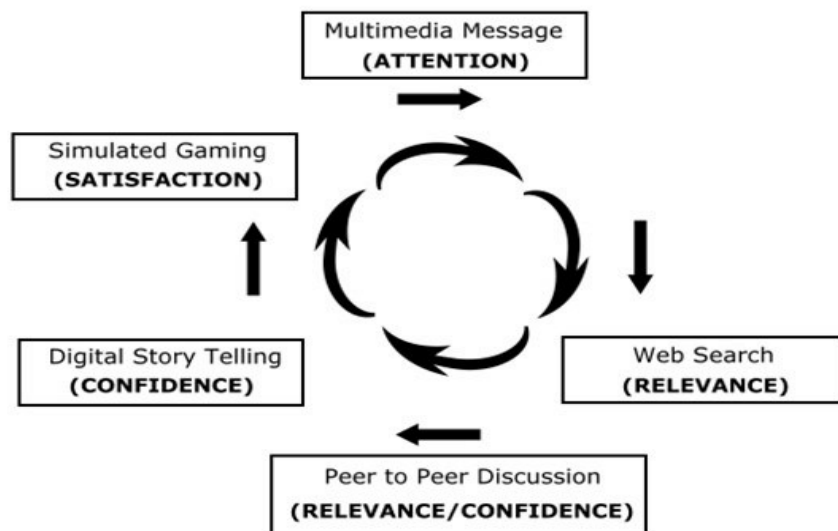 Multimedia Message
(ATTENTION)
Simulated Gaming
(SATISFACTION)
Digital Story Telling
(CONFIDENCE)
Web Search
(RELEVANCE)
Peer to Peer Discussion
(RELEVANCE/CONFIDENCE)